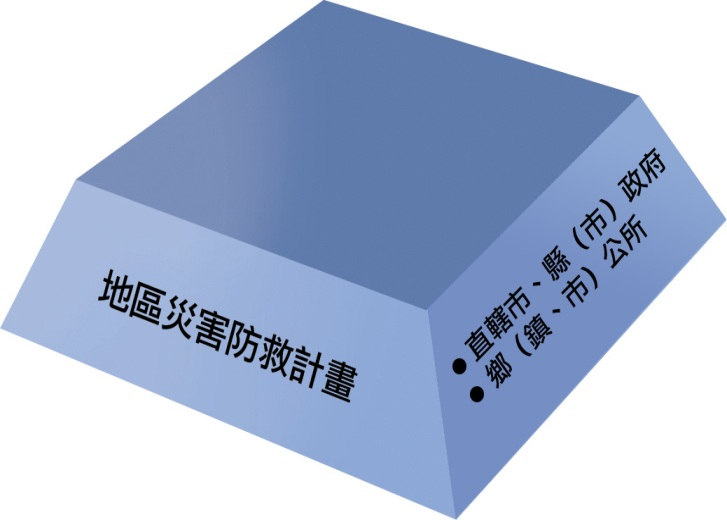 地區災害防救計畫
● 直轄市、縣（市）政府
● 鄉（鎮、市）公所